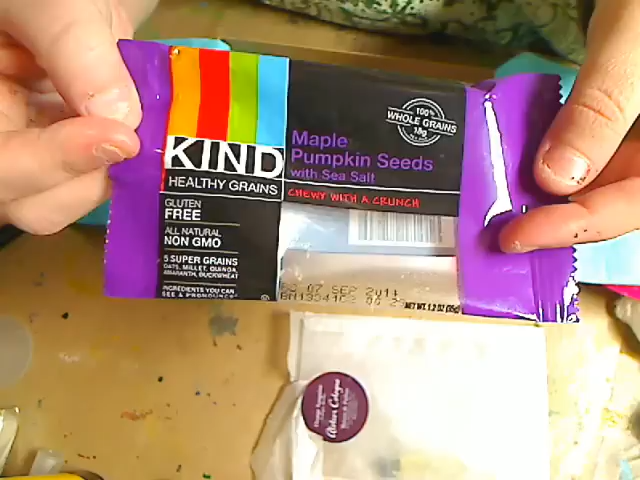 100%
WHOLE GRAINS
18g
KIND
HEALTHY GRAINS
Maple
Pumpkin Seeds
with Sea Salt
CHEWY WITH A CRUNCH
GLUTEN
FREE
ALL NATURAL
NON GMO
5 SUPER GRAINS
OATS, MILLET, QUINOA,
AMARANTH, BUCKWHEAT
INGREDIENTS YOU CAN
SEE & PRONOUNCE
07 SEP 2014
NET WT. 1.2 OZ (35g)